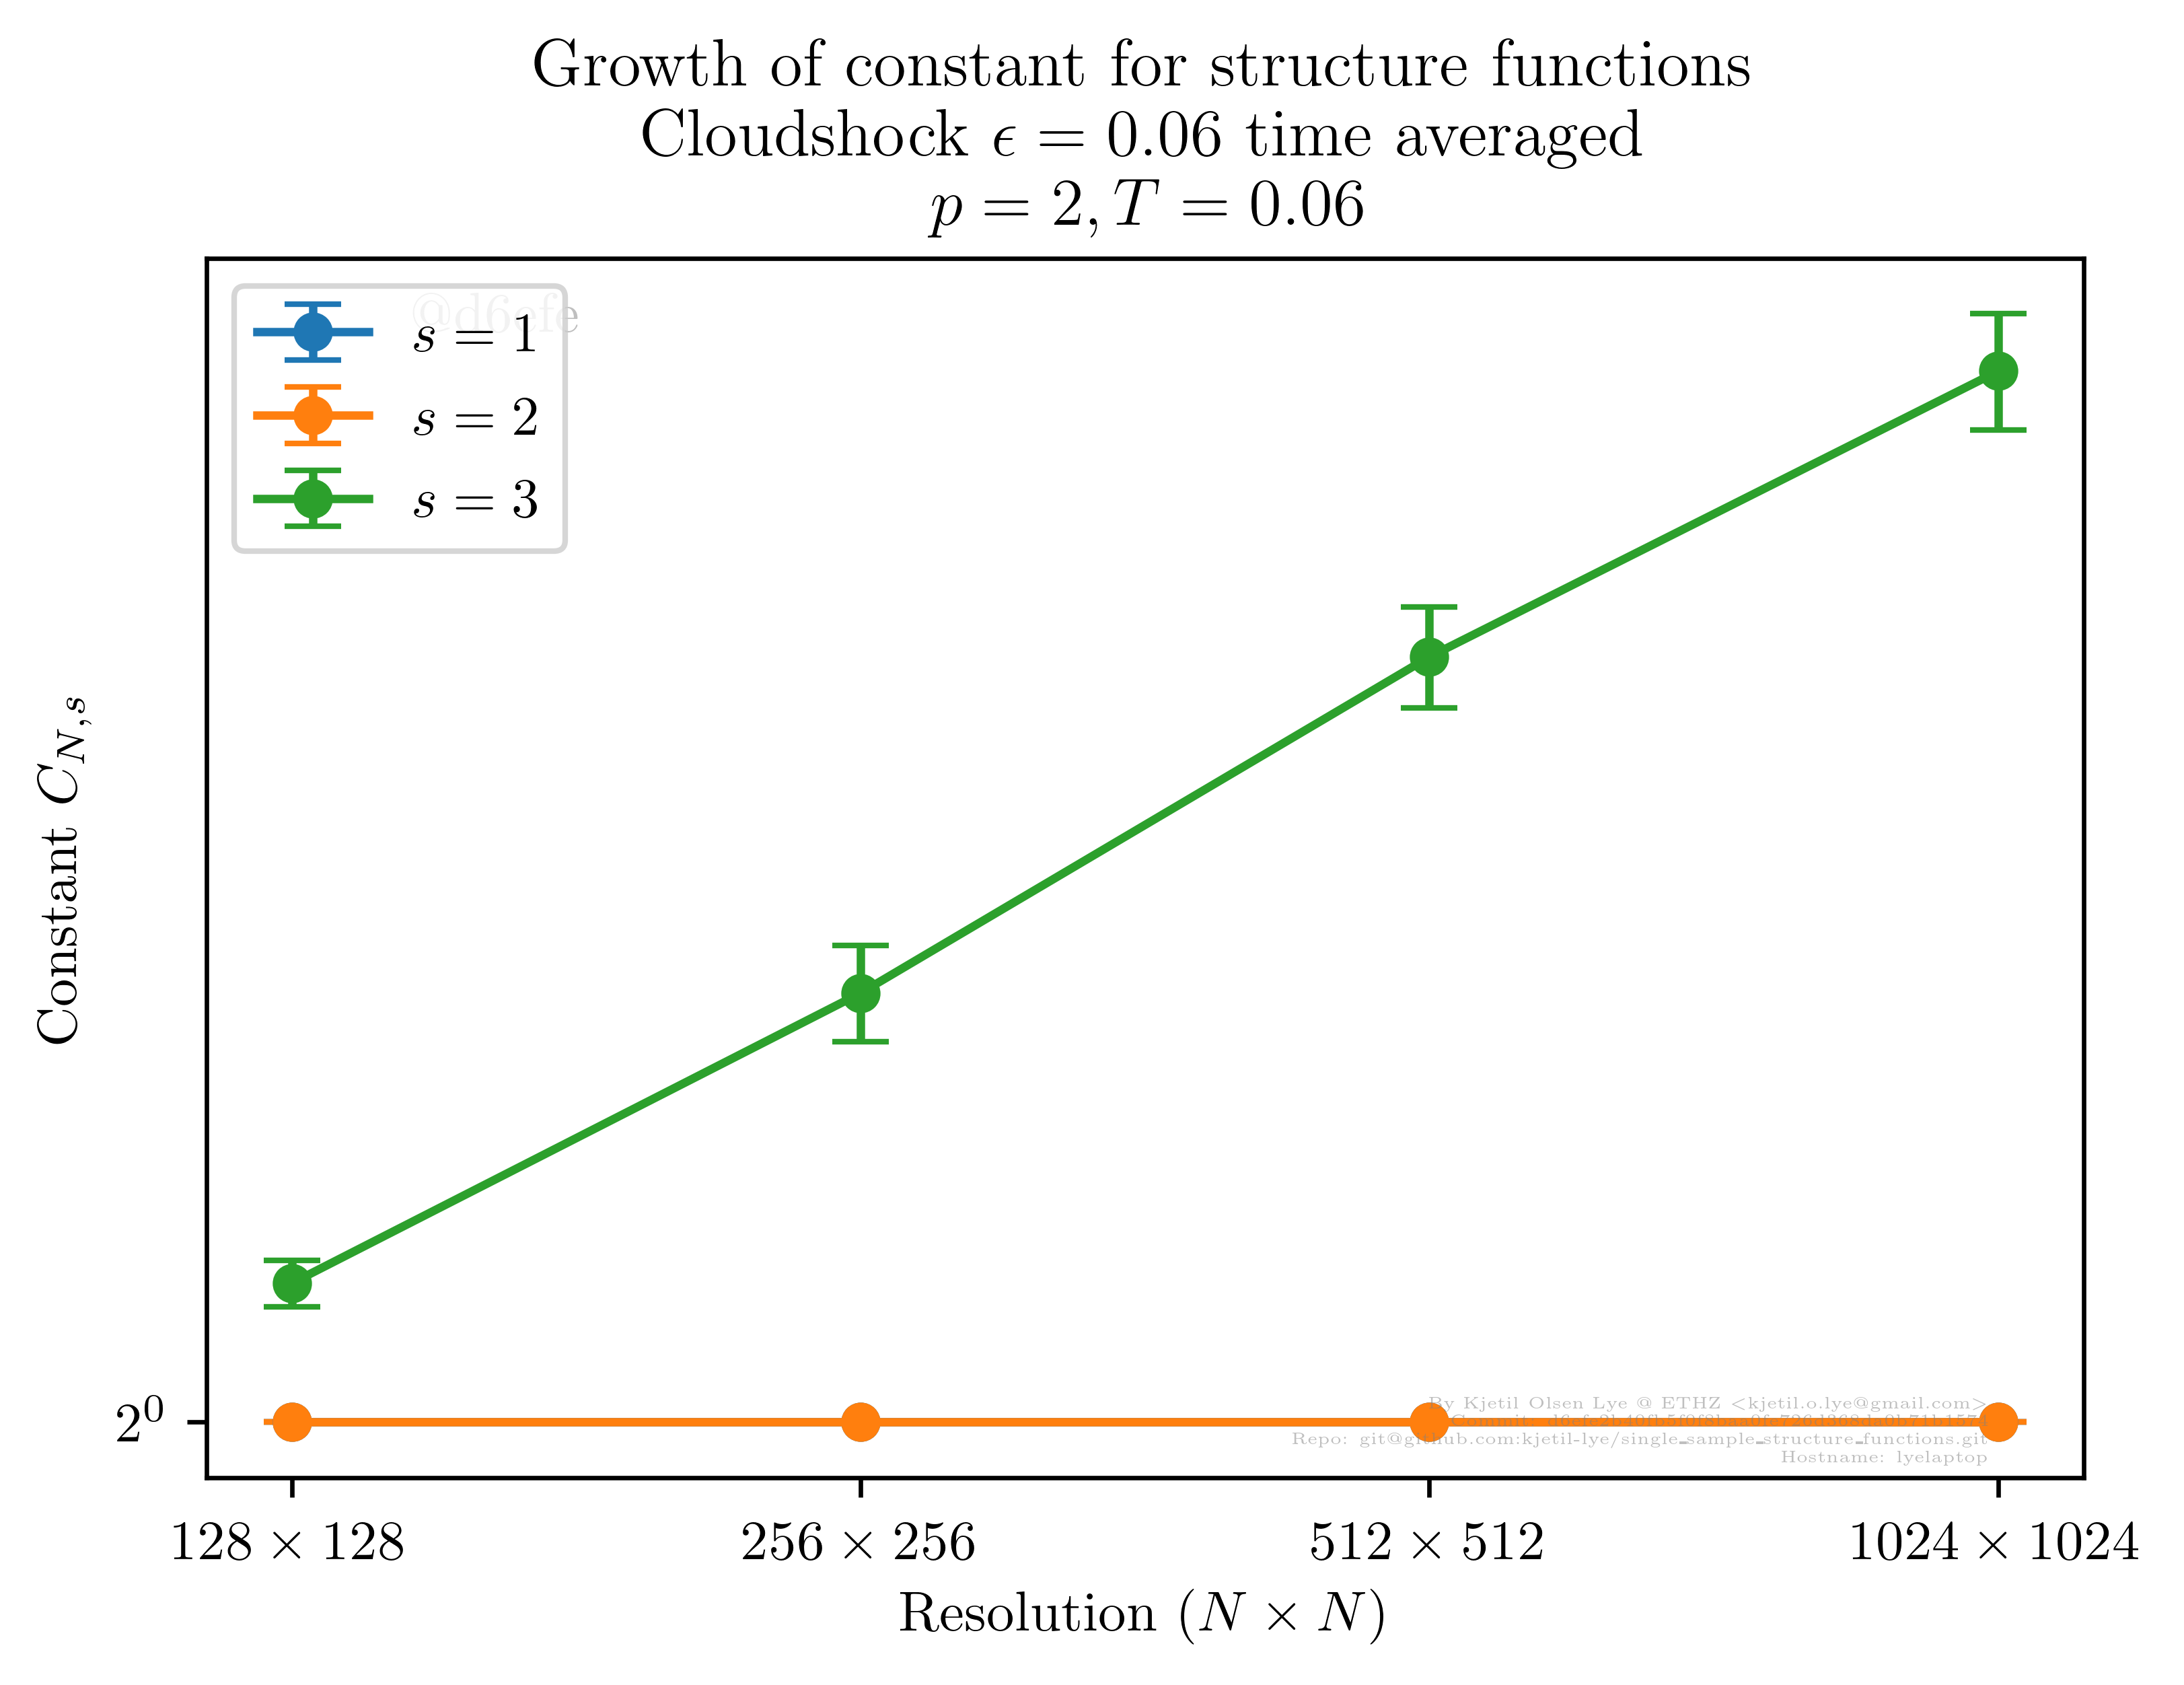 Growth of constant for structure functions
Cloudshock ϵ = 0.06 time averaged
p = 2, T = 0.06
@d6efe
s = 1
s = 2
s = 3
Constant C_{N,s}
2^0
By Kjetil Olsen Lye @ ETHZ <kjetil.o.lye@gmail.com>
Commit:
Repo: git@github.com:kjetil-lye/single_sample_structure_functions.git
Hostname: lyelaptop
128 × 128
256 × 256
512 × 512
1024 × 1024
Resolution (N × N)